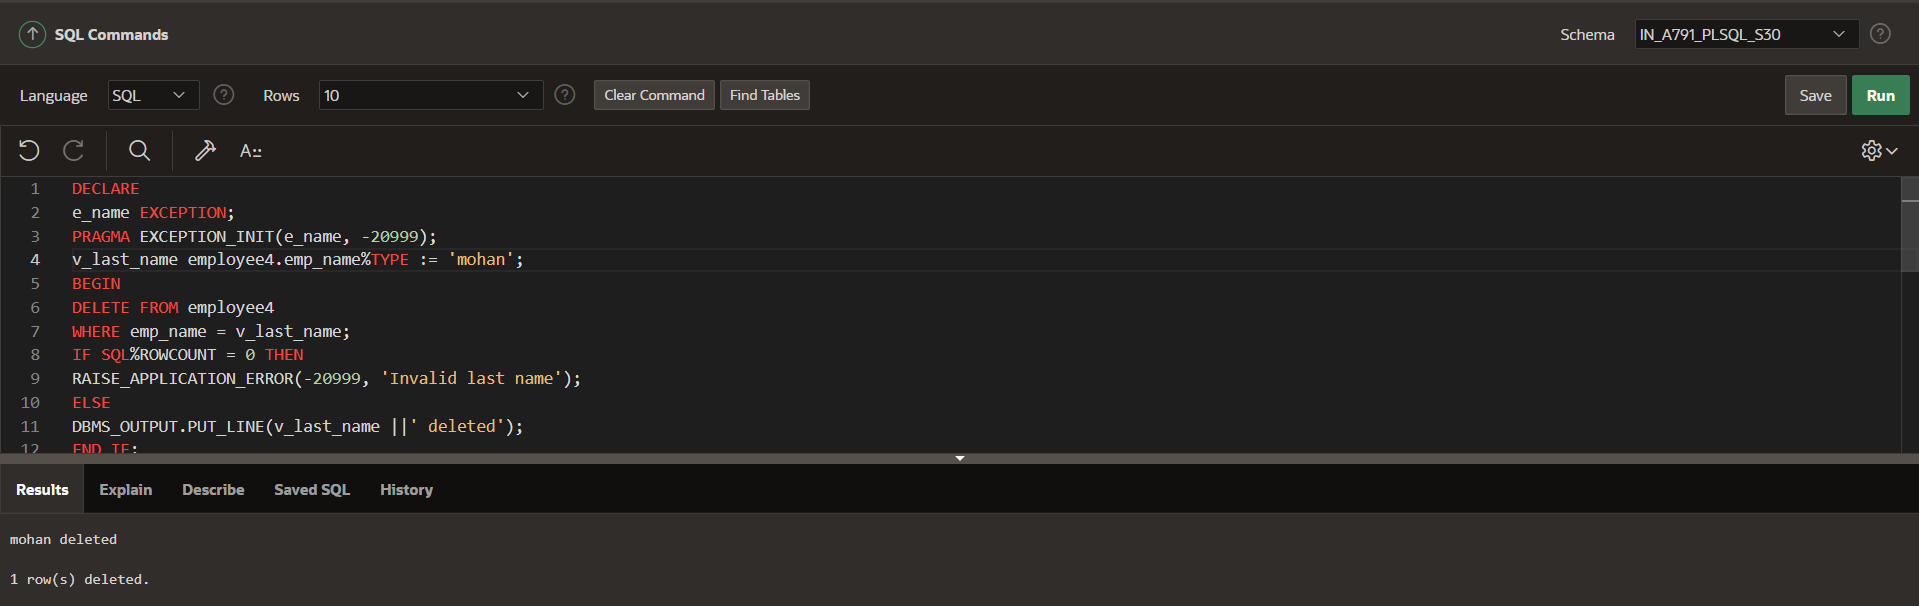 SQL Commands
Schema IN_A791_PLSQL_S30
Language SQL Rows 10 Clear Command Find Tables Save Run
1 DECLARE
2 e_name EXCEPTION;
3 PRAGMA EXCEPTION_INIT(e_name, -20999);
4 v_last_name employee4.emp_name%TYPE := 'mohan';
5 BEGIN
6 DELETE FROM employee4
7 WHERE emp_name = v_last_name;
8 IF SQL%ROWCOUNT = 0 THEN
9 RAISE_APPLICATION_ERROR(-20999, 'Invalid last name');
10 ELSE
11 DBMS_OUTPUT.PUT_LINE(v_last_name ||' deleted');
12 END IF;
Results Explain Describe Saved SQL History
mohan deleted
1 row(s) deleted.